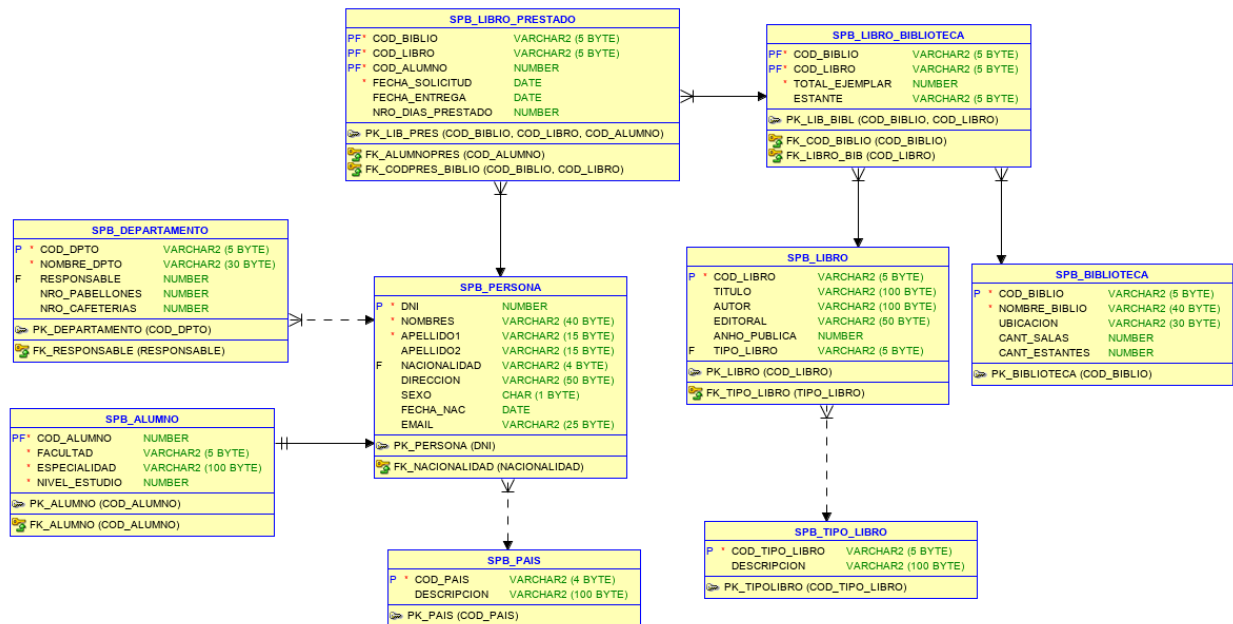 SPB_LIBRO_PRESTADO
PF* COD_BIBLIO VARCHAR2 (5 BYTE)
PF* COD_LIBRO VARCHAR2 (5 BYTE)
PF* COD_ALUMNO NUMBER
* FECHA_SOLICITUD DATE
FECHA_ENTREGA DATE
NRO_DIAS_PRESTADO NUMBER
PK_LIB_PRES (COD_BIBLIO, COD_LIBRO, COD_ALUMNO)
FK_ALUMNOPRES (COD_ALUMNO)
FK_CODPRES_BIBLIO (COD_BIBLIO, COD_LIBRO)
SPB_LIBRO_BIBLIOTECA
PF* COD_BIBLIO VARCHAR2 (5 BYTE)
PF* COD_LIBRO VARCHAR2 (5 BYTE)
* TOTAL_EJEMPLAR NUMBER
ESTANTE VARCHAR2 (5 BYTE)
PK_LIB_BIBL (COD_BIBLIO, COD_LIBRO)
FK_COD_BIBLIO (COD_BIBLIO)
FK_LIBRO_BIB (COD_LIBRO)
SPB_DEPARTAMENTO
P * COD_DPTO VARCHAR2 (5 BYTE)
* NOMBRE_DPTO VARCHAR2 (30 BYTE)
F RESPONSABLE NUMBER
NRO_PABELLONES NUMBER
NRO_CAFETERIAS NUMBER
PK_DEPARTAMENTO (COD_DPTO)
FK_RESPONSABLE (RESPONSABLE)
SPB_PERSONA
P * DNI NUMBER
* NOMBRES VARCHAR2 (40 BYTE)
* APELLIDO1 VARCHAR2 (15 BYTE)
APELLIDO2 VARCHAR2 (15 BYTE)
F NACIONALIDAD VARCHAR2 (4 BYTE)
DIRECCION VARCHAR2 (50 BYTE)
SEXO CHAR (1 BYTE)
FECHA_NAC DATE
EMAIL VARCHAR2 (25 BYTE)
PK_PERSONA (DNI)
FK_NACIONALIDAD (NACIONALIDAD)
SPB_LIBRO
P * COD_LIBRO VARCHAR2 (5 BYTE)
TITULO VARCHAR2 (100 BYTE)
AUTOR VARCHAR2 (100 BYTE)
EDITORAL VARCHAR2 (50 BYTE)
ANHO_PUBLICA NUMBER
F TIPO_LIBRO VARCHAR2 (5 BYTE)
PK_LIBRO (COD_LIBRO)
FK_TIPO_LIBRO (TIPO_LIBRO)
SPB_BIBLIOTECA
P * COD_BIBLIO VARCHAR2 (5 BYTE)
* NOMBRE_BIBLIO VARCHAR2 (40 BYTE)
UBICACION VARCHAR2 (30 BYTE)
CANT_SALAS NUMBER
CANT_ESTANTES NUMBER
PK_BIBLIOTECA (COD_BIBLIO)
SPB_ALUMNO
PF* COD_ALUMNO NUMBER
* FACULTAD VARCHAR2 (5 BYTE)
* ESPECIALIDAD VARCHAR2 (100 BYTE)
* NIVEL_ESTUDIO NUMBER
PK_ALUMNO (COD_ALUMNO)
FK_ALUMNO (COD_ALUMNO)
SPB_PAIS
P * COD_PAIS VARCHAR2 (4 BYTE)
DESCRIPCION VARCHAR2 (100 BYTE)
PK_PAIS (COD_PAIS)
SPB_TIPO_LIBRO
P * COD_TIPO_LIBRO VARCHAR2 (5 BYTE)
DESCRIPCION VARCHAR2 (100 BYTE)
PK_TIPOLIBRO (COD_TIPO_LIBRO)